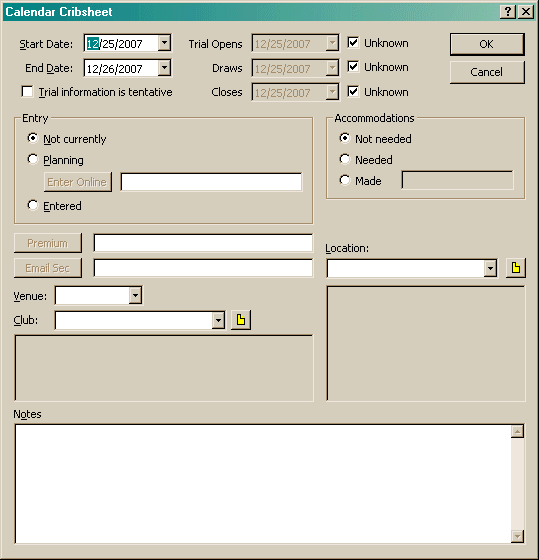 Calendar Cribsheet
Start Date: 12/25/2007 Trial Opens 12/25/2007 Unknown OK
End Date: 12/26/2007 Draws 12/25/2007 Unknown Cancel
Trial information is tentative Closes 12/25/2007 Unknown
Entry Accommodations
Not currently Not needed
Planning Needed
Enter Online Made
Entered
Premium Location:
Email Sec
Venue:
Club:
Notes